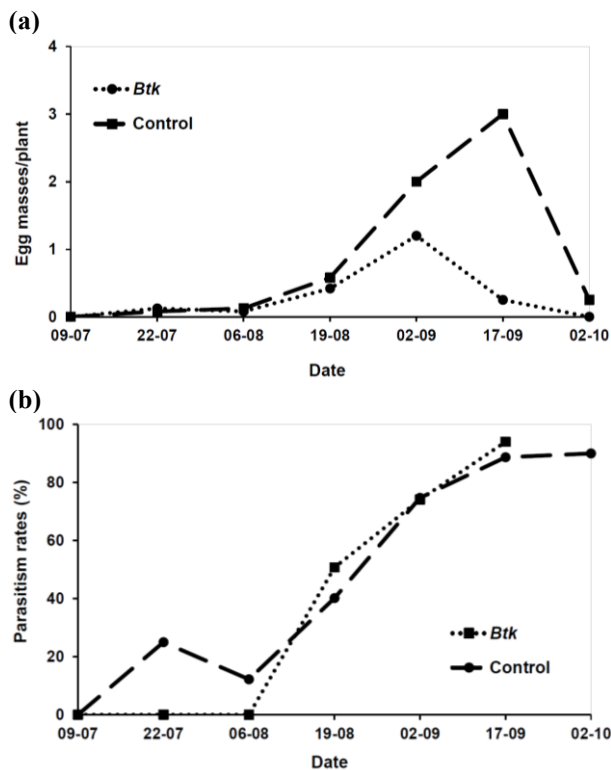 (a)
4
3
2
1
0
Egg masses/plant
Btk
Control
09-07 22-07 06-08 19-08 02-09 17-09 02-10
Date
(b)
100
80
60
40
20
0
Parasitism rates (%)
Btk
Control
09-07 22-07 06-08 19-08 02-09 17-09 02-10
Date